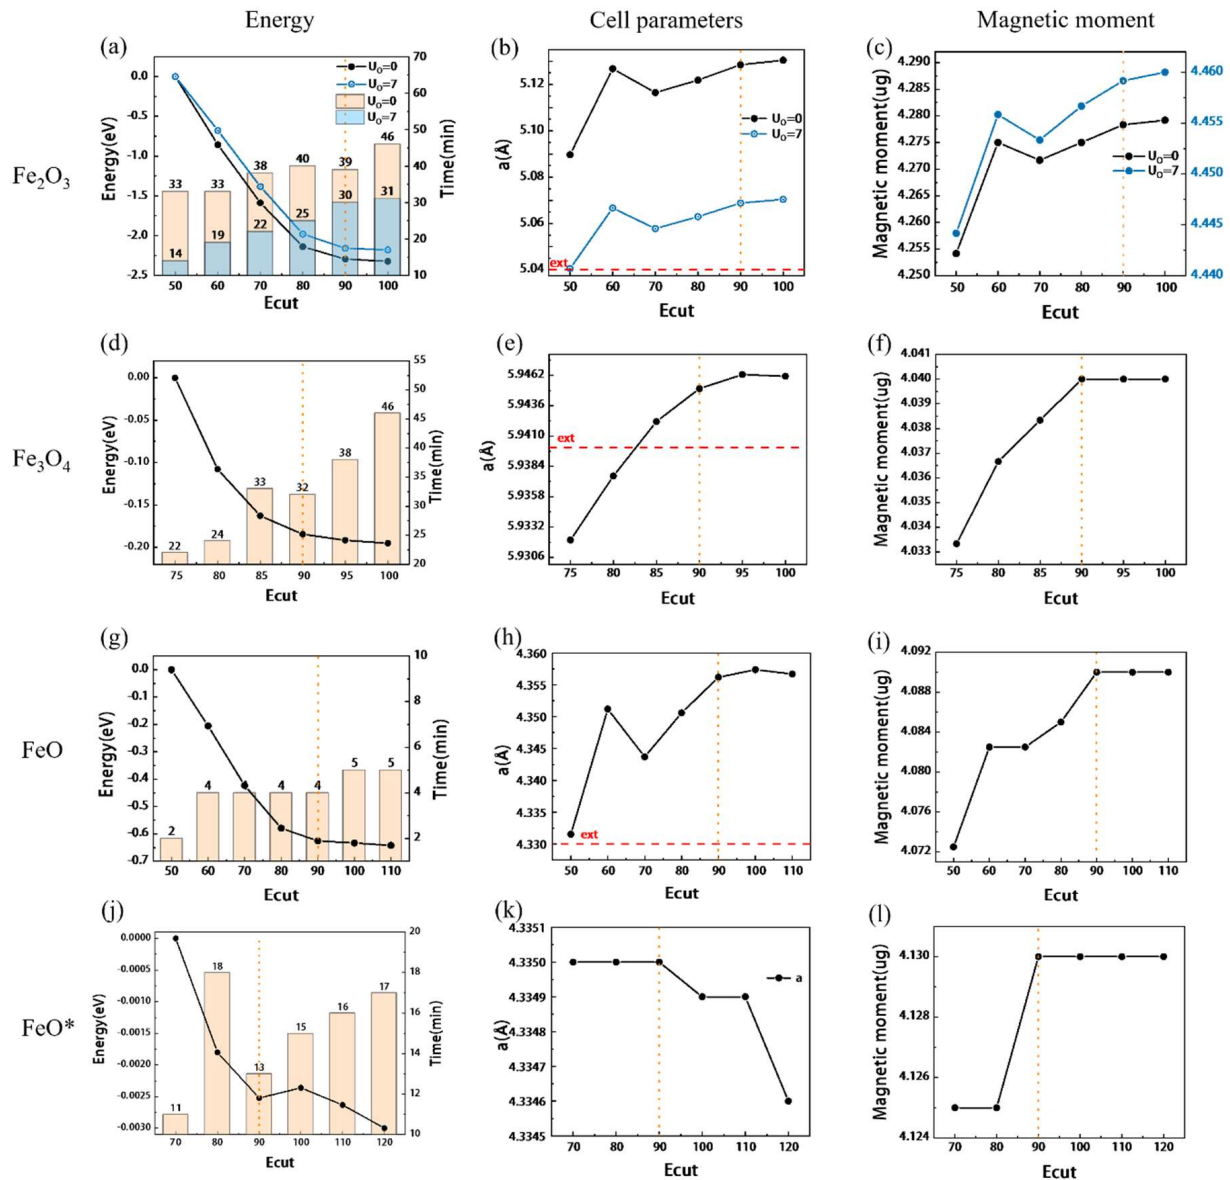 Energy
Cell parameters
Magnetic moment
Fe2O3
(a)
Energy(eV)
0.0
-0.5
-1.0
-1.5
-2.0
-2.5
UO=0
UO=7
UO=0
UO=7
33 33 38 40 39 46
14 19 22 25 30 31
50 60 70 80 90 100
Ecut
70
60
50
40
30
20
10
Time(min)
(b)
a(Å)
5.12
5.10
5.08
5.06
5.04
UO=0
UO=7
ext
50 60 70 80 90 100
Ecut
(c)
Magnetic moment(ug)
4.290
4.285
4.280
4.275
4.270
4.265
4.260
4.255
4.250
UO=0
UO=7
4.460
4.455
4.450
4.445
4.440
50 60 70 80 90 100
Ecut
Fe3O4
(d)
Energy(eV)
0.00
-0.05
-0.10
-0.15
-0.20
22 24 33 32 38 46
75 80 85 90 95 100
Ecut
55
50
45
40
35
30
25
20
Time(min)
(e)
a(Å)
5.9462
5.9436
5.9410
5.9384
5.9358
5.9332
5.9306
ext
75 80 85 90 95 100
Ecut
(f)
Magnetic moment(ug)
4.041
4.040
4.039
4.038
4.037
4.036
4.035
4.034
4.033
75 80 85 90 95 100
Ecut
FeO
(g)
Energy(eV)
0.0
-0.1
-0.2
-0.3
-0.4
-0.5
-0.6
-0.7
2 4 4 4 4 5 5
50 60 70 80 90 100 110
Ecut
10
8
6
4
2
Time(min)
(h)
a(Å)
4.360
4.355
4.350
4.345
4.340
4.335
4.330
ext
50 60 70 80 90 100 110
Ecut
(i)
Magnetic moment(ug)
4.092
4.088
4.084
4.080
4.076
4.072
50 60 70 80 90 100 110
Ecut
FeO*
(j)
Energy(eV)
0.0000
-0.0005
-0.0010
-0.0015
-0.0020
-0.0025
-0.0030
11 18 13 15 16 17
70 80 90 100 110 120
Ecut
20
18
16
14
12
10
Time(min)
(k)
a(Å)
4.3351
4.3350
4.3349
4.3348
4.3347
4.3346
4.3345
a
70 80 90 100 110 120
Ecut
(l)
Magnetic moment(ug)
4.130
4.128
4.126
4.124
70 80 90 100 110 120
Ecut